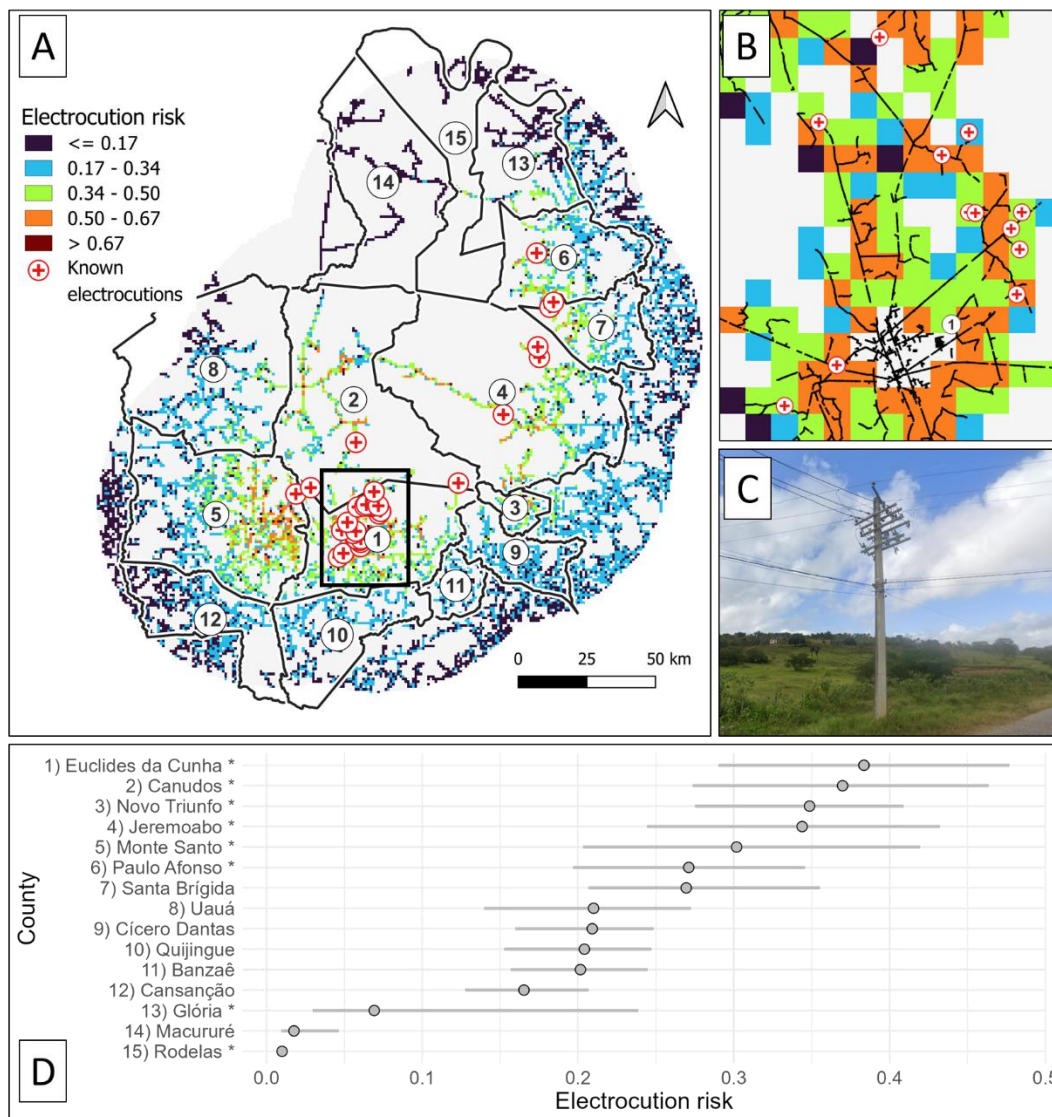 A
Electrocution risk
<= 0.17
0.17 - 0.34
0.34 - 0.50
0.50 - 0.67
> 0.67
Known
electrocutions
15
13
14
6
7
8
2
4
5
3
1
9
11
12
10
0 25 50 km
B
1
C
1) Euclides da Cunha *
2) Canudos *
3) Novo Triunfo *
4) Jeremoabo *
5) Monte Santo *
6) Paulo Afonso *
7) Santa Brígida
8) Uauá
9) Cícero Dantas
10) Quijingue
11) Banzaê
12) Cansanção
13) Glória *
14) Macururé
15) Rodelas *
County
D
0.0 0.1 0.2 0.3 0.4 0.5
Electrocution risk